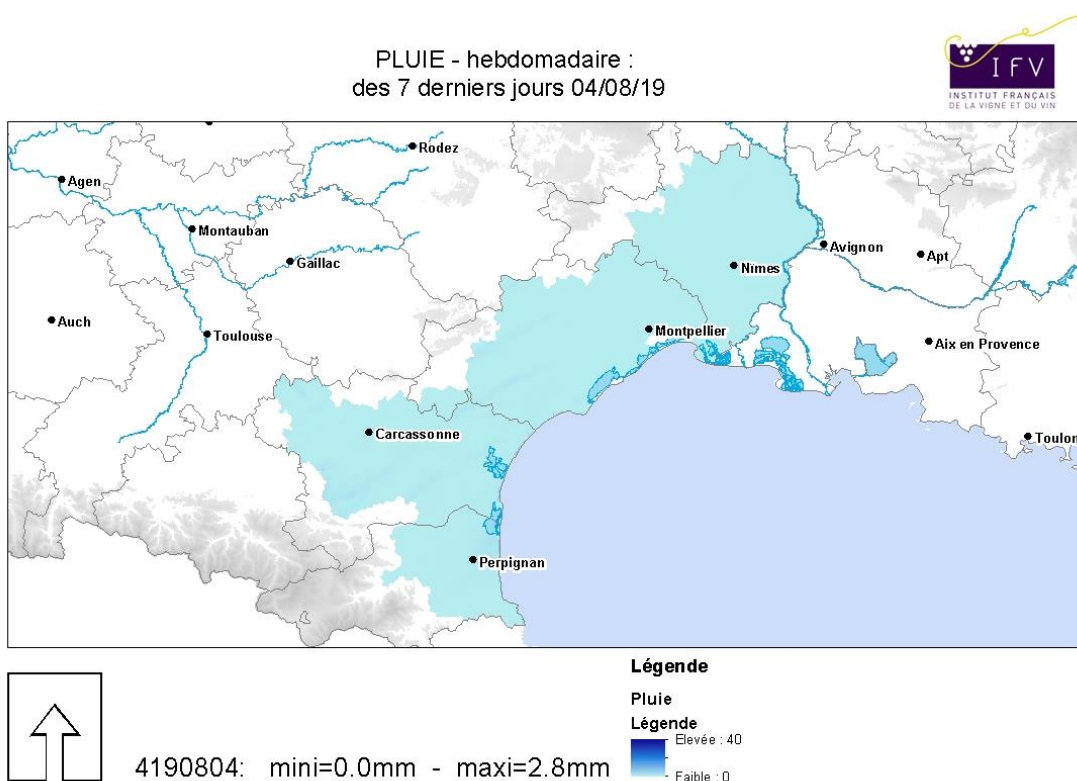 PLUIE - hebdomadaire :
des 7 derniers jours 04/08/19
IFV
INSTITUT FRANÇAIS
DE LA VIGNE ET DU VIN
Rodez
Agen
Montauban
Gaillac
Avignon
Apt
Nîmes
Auch
Toulouse
Montpellier
Aix en Provence
Carcassonne
Toulon
Perpignan
Légende
Pluie
Légende
Elevée : 40
Faible : 0
4190804: mini=0.0mm - maxi=2.8mm